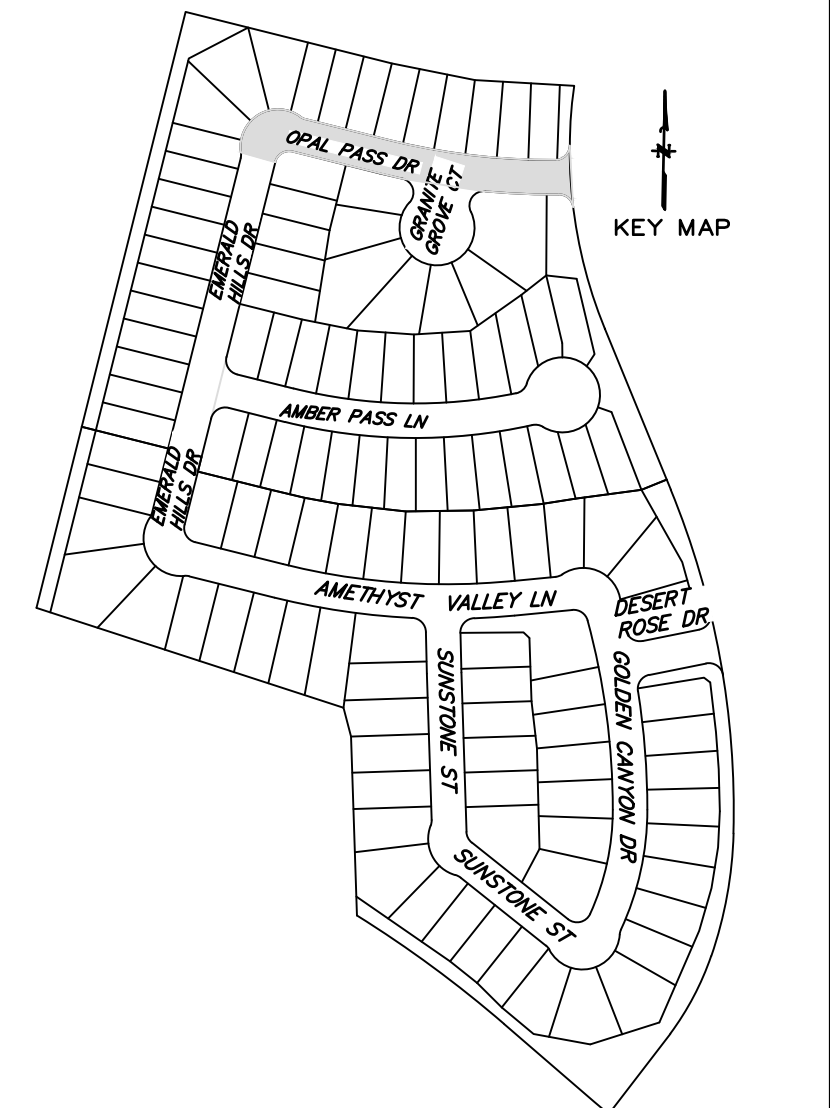 OPAL PASS DR
GRANITE
GROVE CT
N
KEY MAP
EMERALD
HILLS DR
AMBER PASS LN
EMERALD
HILLS DR
AMETHYST VALLEY LN
DESERT
ROSE DR
SUNSTONE ST
GOLDEN CANYON DR
SUNSTONE ST